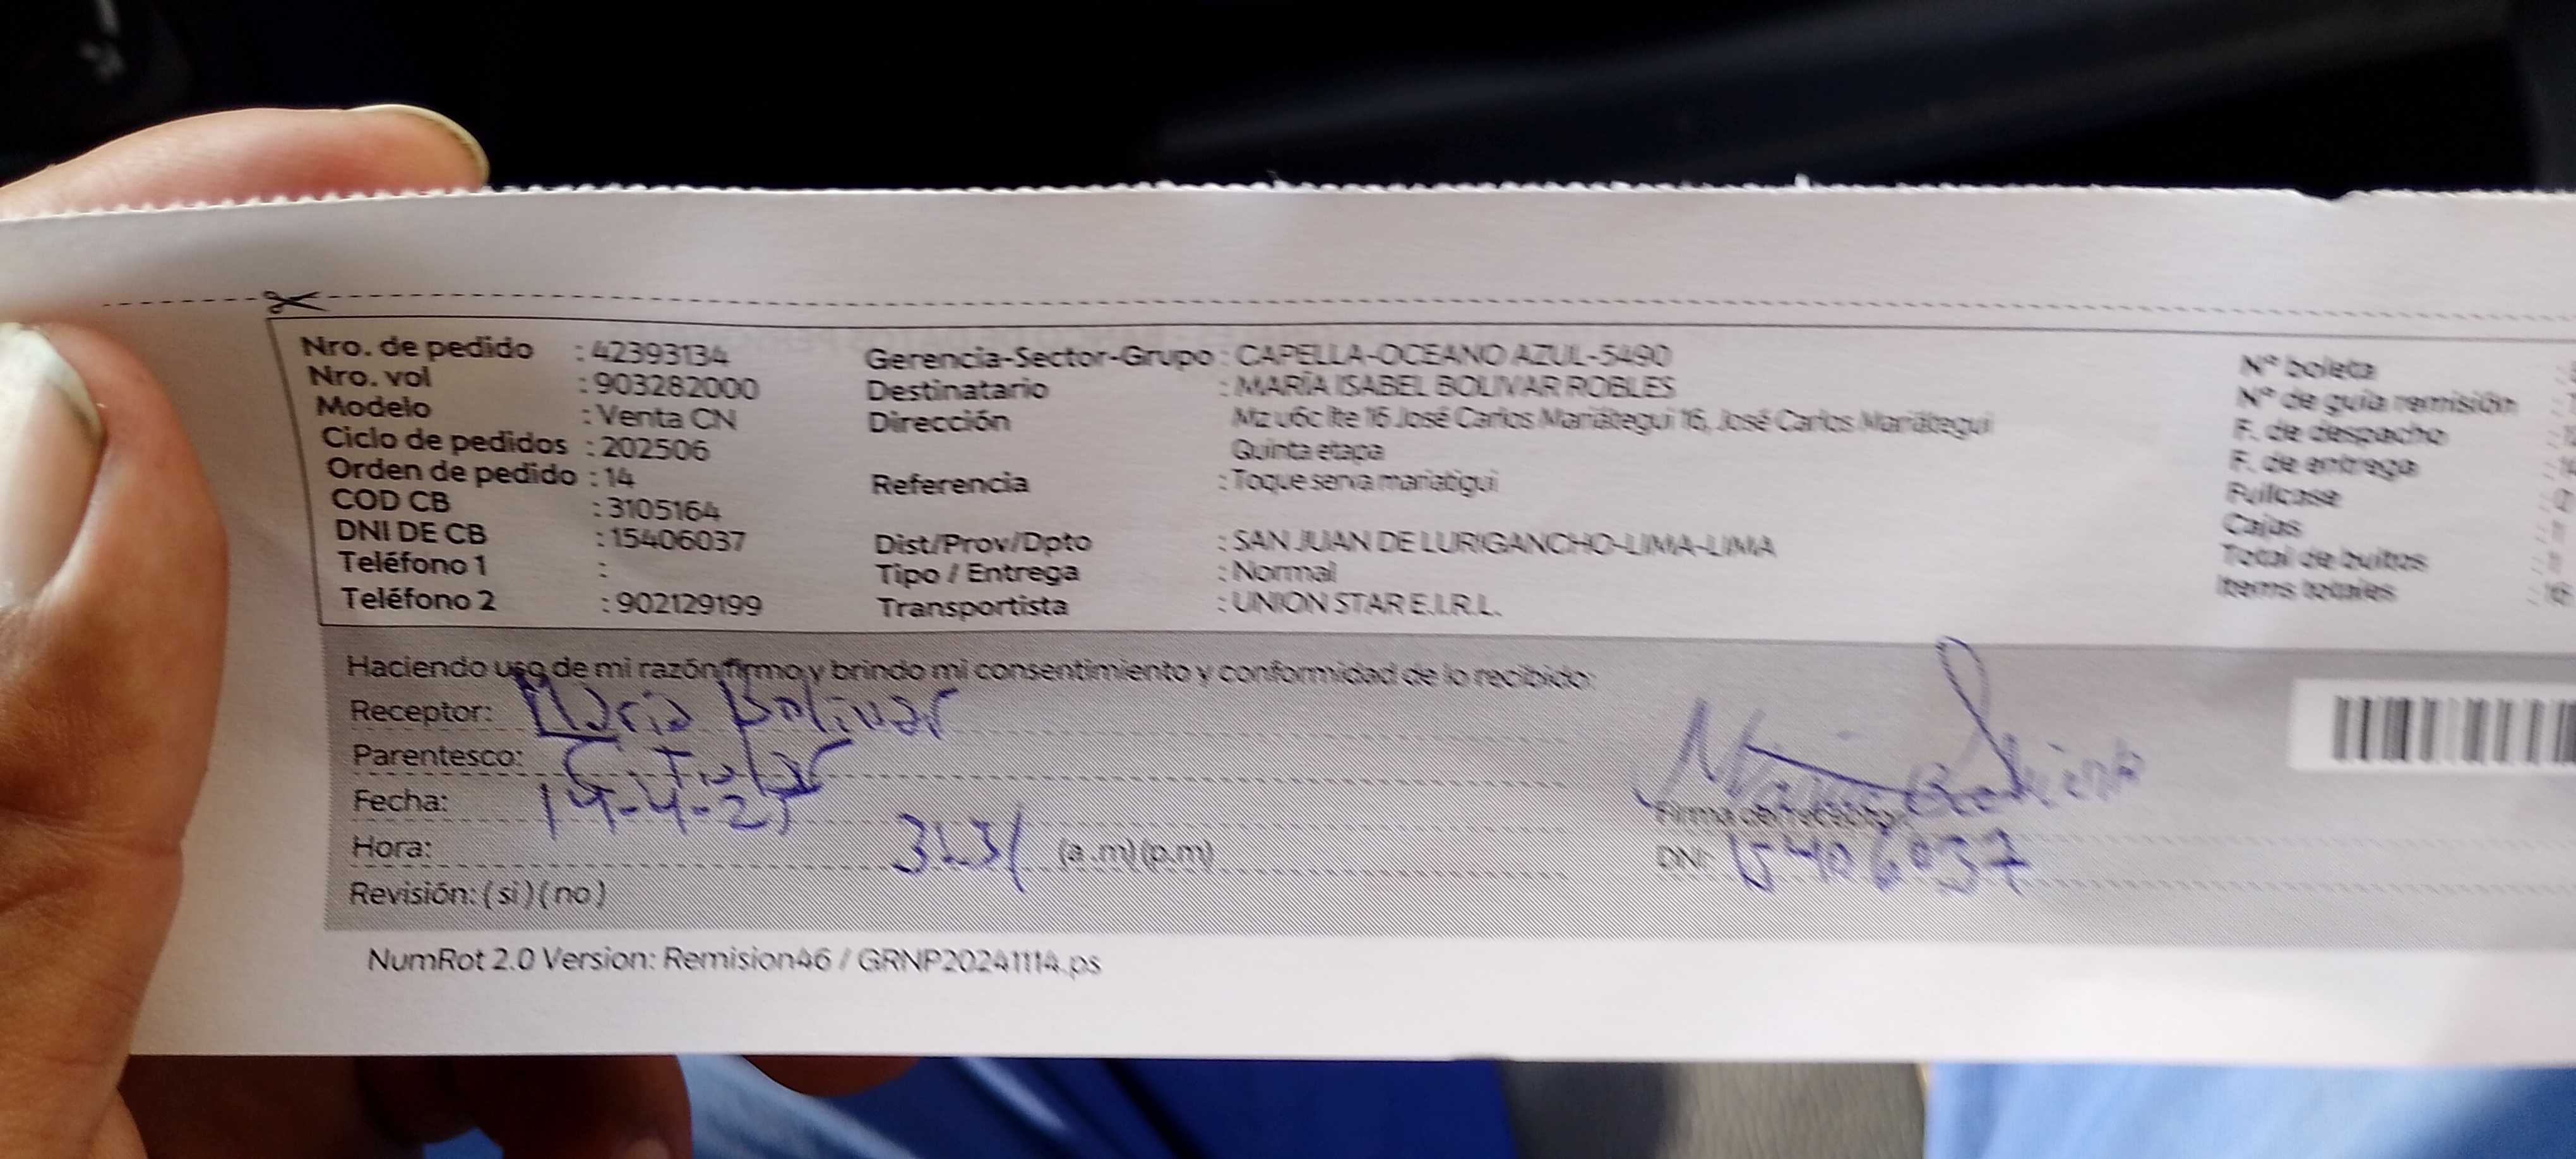 Nro. de pedido : 42393134
Nro. vol : 903282000
Modelo : Venta CN
Ciclo de pedidos : 202506
Orden de pedido : 14
COD CB : 3105164
DNI DE CB : 15406037
Teléfono 1 :
Teléfono 2 : 902129199
Gerencia-Sector-Grupo : CAPELLA-OCEANO AZUL-5490
Destinatario : MARÍA ISABEL BOLIVAR ROBLES
Dirección Mz u6c lte 16 José Carlos Mariátegui 16, José Carlos Mariátegui
Quinta etapa
Referencia : Toque serva mariatigui
Dist/Prov/Dpto : SAN JUAN DE LURIGANCHO-LIMA-LIMA
Tipo / Entrega : Normal
Transportista : UNION STAR E.I.R.L.
Nº boleta :
Nº de guía remisión :
F. de despacho :
F. de entrega :
Fullcase :
Cajas :
Total de bultos :
Items totales :
Haciendo uso de mi razón firmo y brindo mi consentimiento y conformidad de lo recibido:
Receptor: Maria Bolivar
Parentesco: Titular
Fecha: 14-4-25
Hora: (a.m)(p.m)
Revisión: (si)(no)
Firma del receptor
DNI: 15406037
NumRot 2.0 Version: Remision46 / GRNP20241114.ps